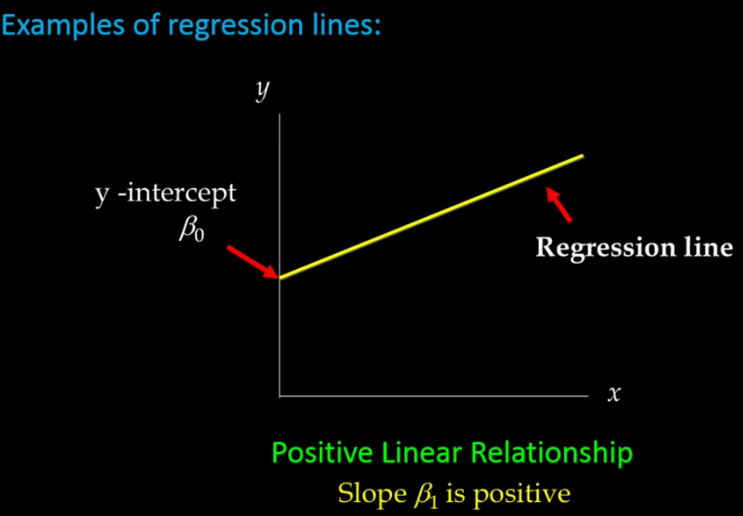 Examples of regression lines:
y
y -intercept
β₀
Regression line
x
Positive Linear Relationship
Slope β₁ is positive